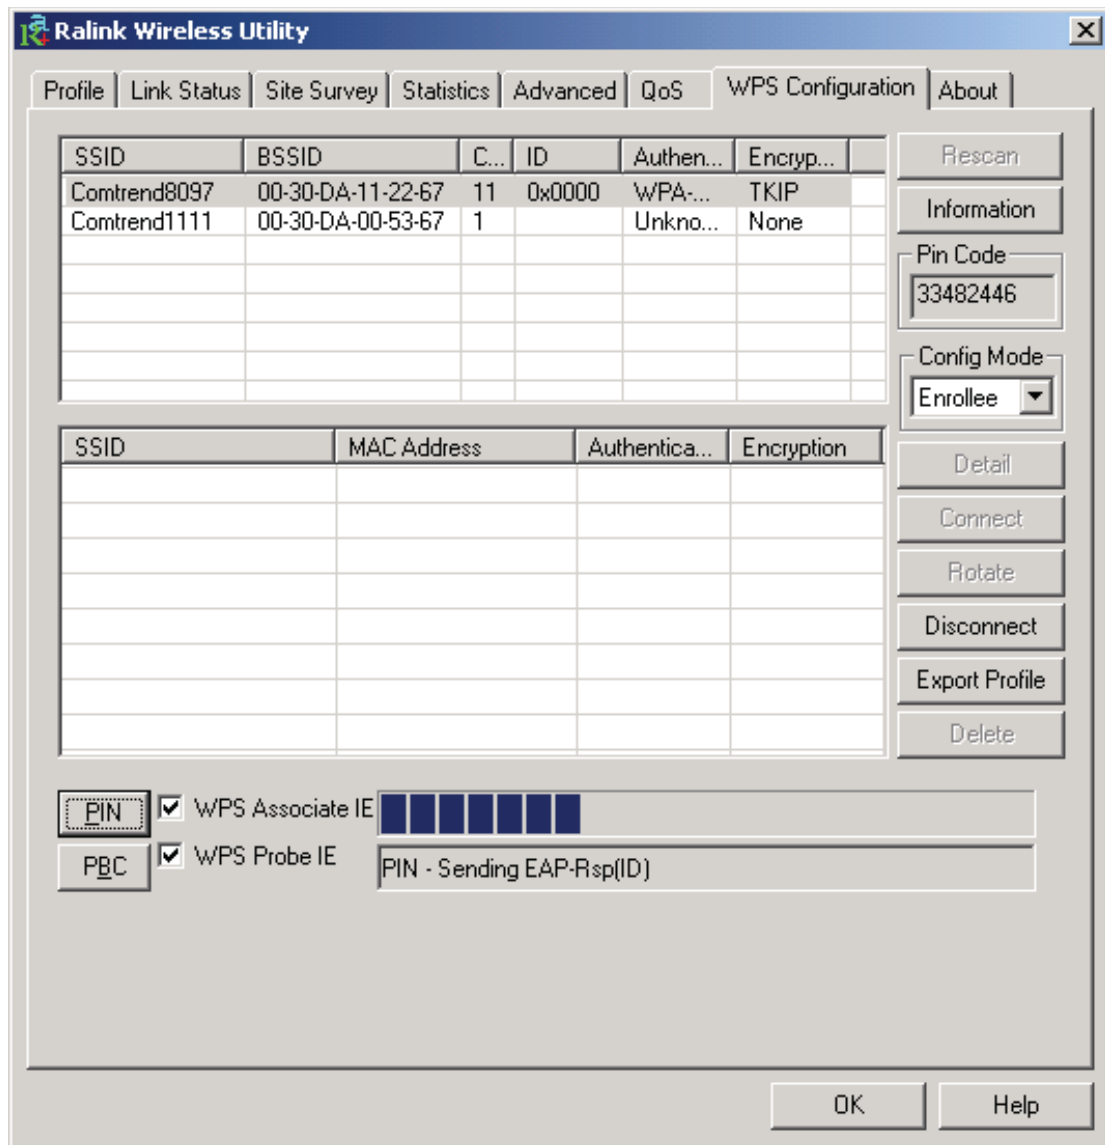 Ralink Wireless Utility
Profile Link Status Site Survey Statistics Advanced QoS WPS Configuration About
SSID BSSID C... ID Authen... Encryp...
Comtrend8097 00-30-DA-11-22-67 11 0x0000 WPA-... TKIP
Comtrend1111 00-30-DA-00-53-67 1 Unkno... None
Rescan
Information
Pin Code
33482446
Config Mode
Enrollee
SSID MAC Address Authentica... Encryption
Detail
Connect
Rotate
Disconnect
Export Profile
Delete
PIN WPS Associate IE
PBC WPS Probe IE PIN - Sending EAP-Rsp(ID)
OK Help